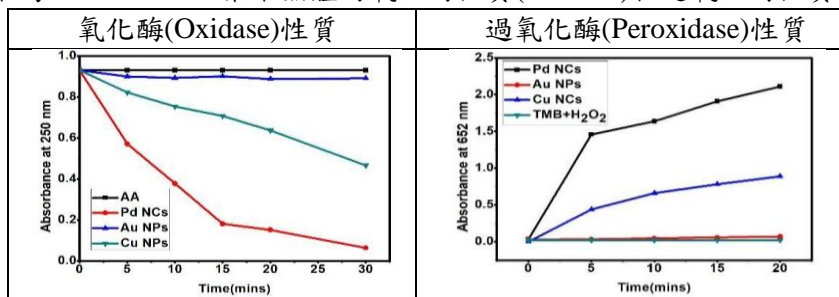 氧化酶(Oxidase)性質
過氧化酶(Peroxidase)性質
Absorbance at 250 nm
1.0
0.8
0.6
0.4
0.2
0.0
AA
Pd NCs
Au NPs
Cu NPs
0 5 10 15 20 25 30
Time(mins)
Absorbance at 652 nm
2.5
2.0
1.5
1.0
0.5
0.0
Pd NCs
Au NPs
Cu NCs
TMB+H₂O₂
0 5 10 15 20
Time(mins)